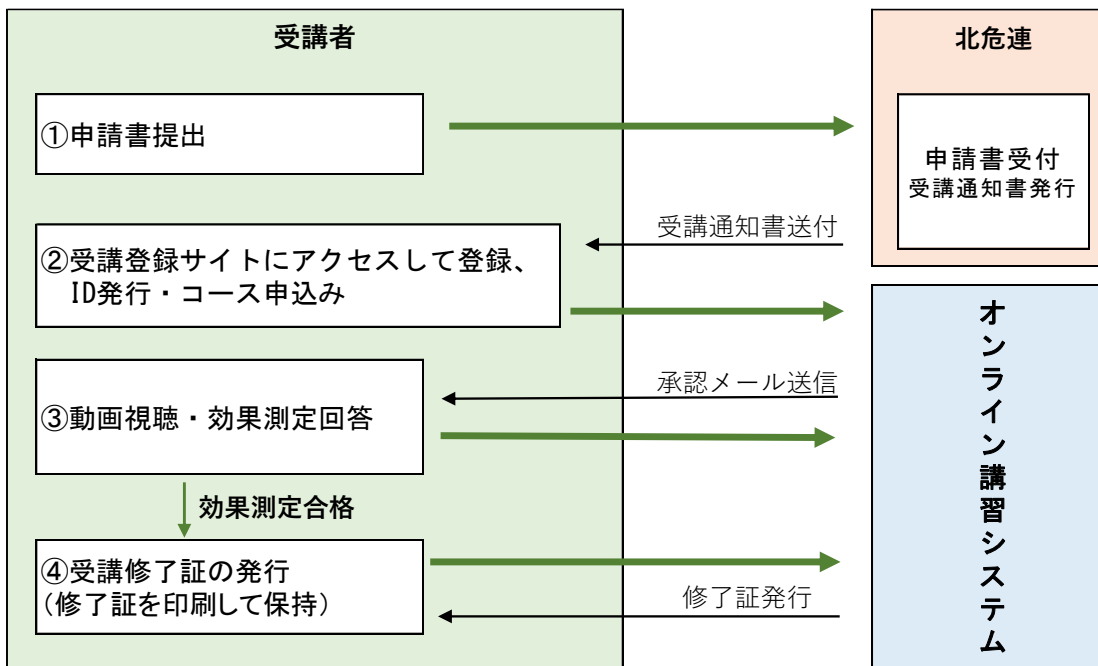 受講者
北危連
①申請書提出
申請書受付
受講通知書発行
受講通知書送付
②受講登録サイトにアクセスして登録、
ID発行・コース申込み
オンライン講習システム
承認メール送信
③動画視聴・効果測定回答
効果測定合格
④受講修了証の発行
(修了証を印刷して保持)
修了証発行